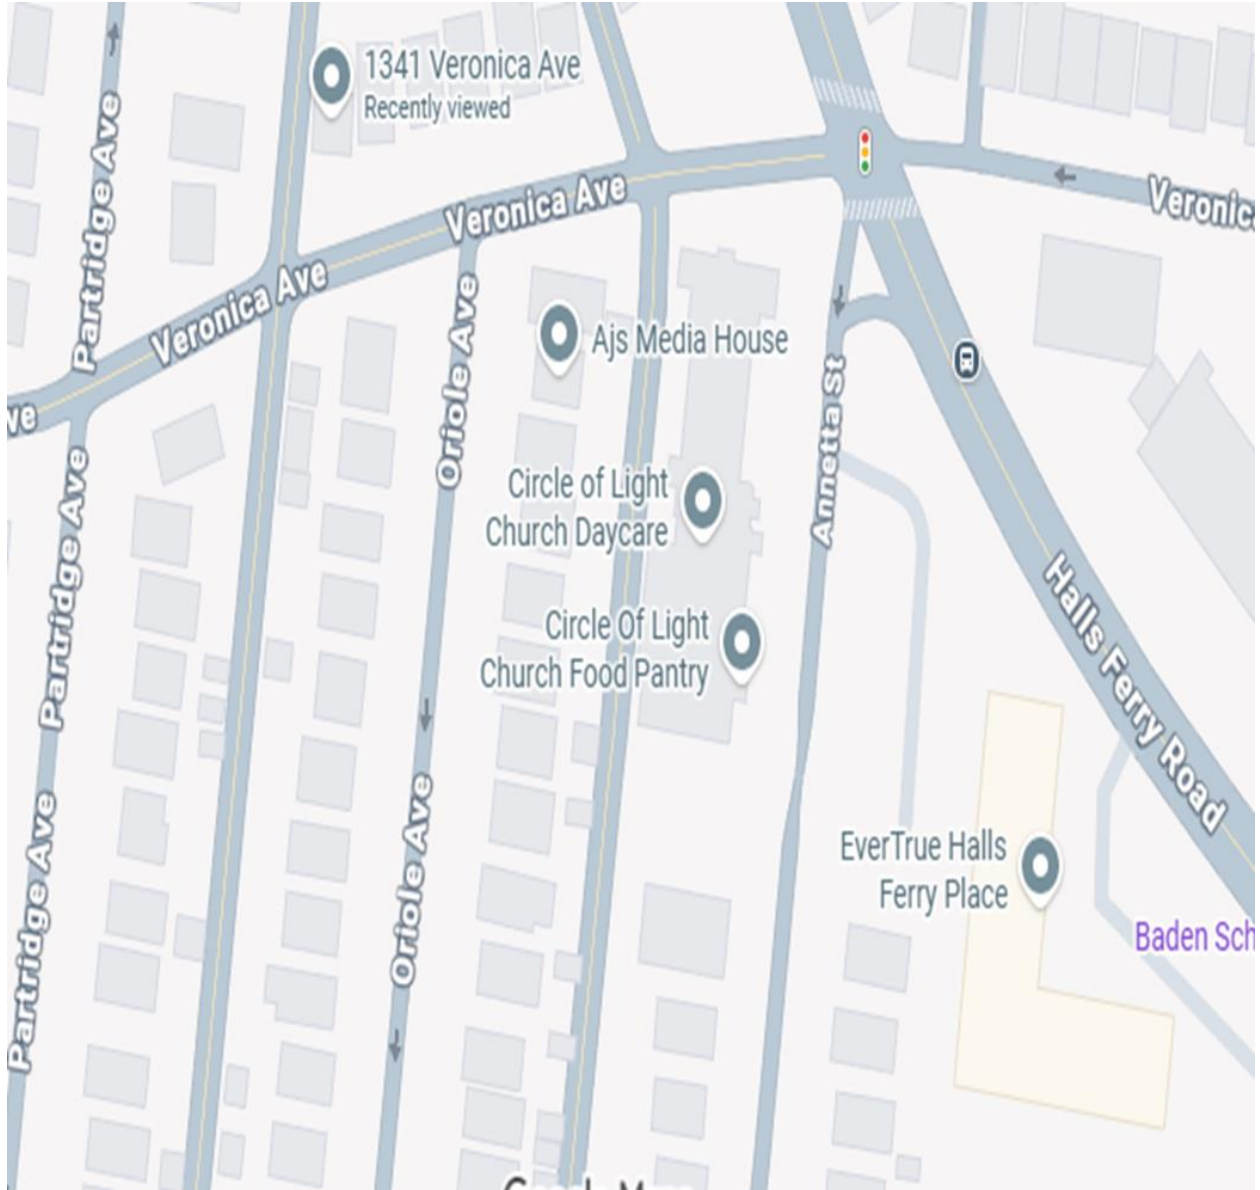 1341 Veronica Ave
Recently viewed
Partridge Ave
Veronica Ave
Veronica
Veronica Ave
Oriole Ave
Ajs Media House
ve
Annetta St
Partridge Ave
Circle of Light
Church Daycare
Halls Ferry Road
Circle Of Light
Church Food Pantry
Partridge Ave
Oriole Ave
EverTrue Halls
Ferry Place
Baden Sch